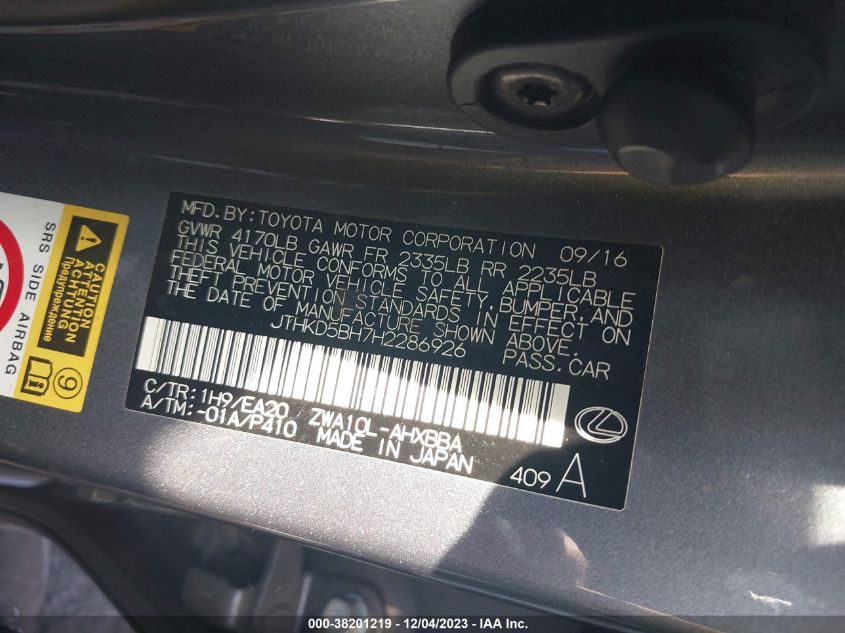 MFD. BY: TOYOTA MOTOR CORPORATION 09/16
GVWR 4170LB GAWR FR 2335LB RR 2235LB
THIS VEHICLE CONFORMS TO ALL APPLICABLE
FEDERAL MOTOR VEHICLE SAFETY, BUMPER, AND
THEFT PREVENTION STANDARDS IN EFFECT ON
THE DATE OF MANUFACTURE SHOWN ABOVE.
JTHKD5BH7H2286926 PASS. CAR
C/TR: 1H9/EA20 ZWA10L-AHXBBA
A/TM: -01A/P410 MADE IN JAPAN
409 A
SRS SIDE AIRBAG
CAUTION
ATTENTION
ACHTUNG
Предупреждение
9
000-38201219 - 12/04/2023 - IAA Inc.